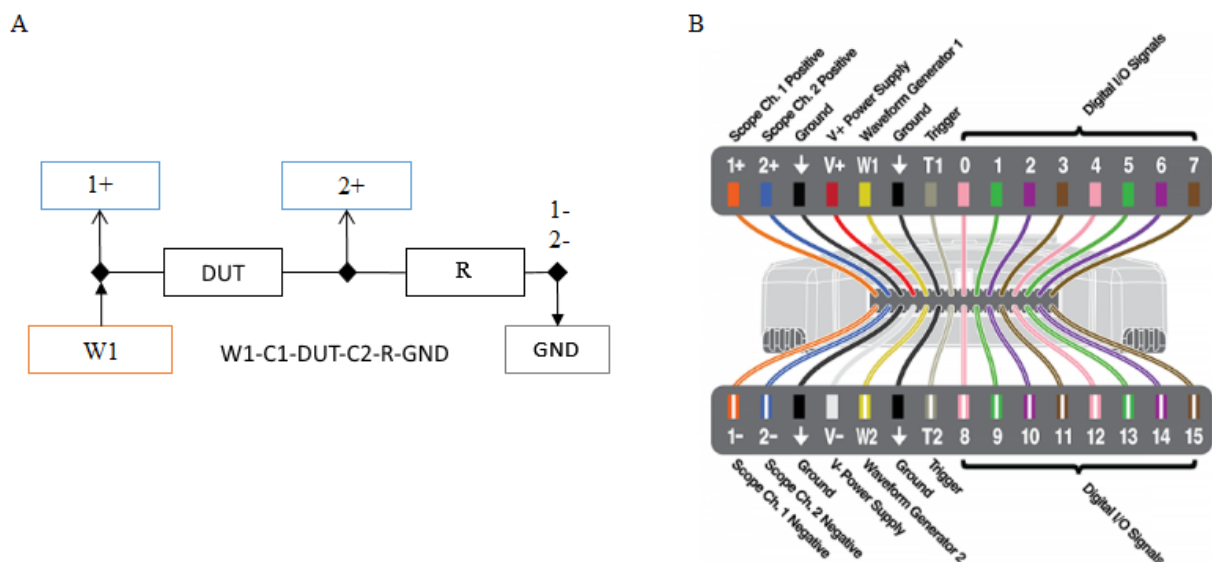 A
1+
2+
1-
2-
DUT
R
W1
W1-C1-DUT-C2-R-GND
GND
B
Scope Ch. 1 Positive
Scope Ch. 2 Positive
Ground
V+ Power Supply
Waveform Generator 1
Ground
Trigger
Digital I/O Signals
1+ 2+ ↓ V+ W1 ↓ T1 0 1 2 3 4 5 6 7
1- 2- ↓ V- W2 ↓ T2 8 9 10 11 12 13 14 15
Scope Ch. 1 Negative
Scope Ch. 2 Negative
Ground
V- Power Supply
Waveform Generator 2
Ground
Trigger
Digital I/O Signals